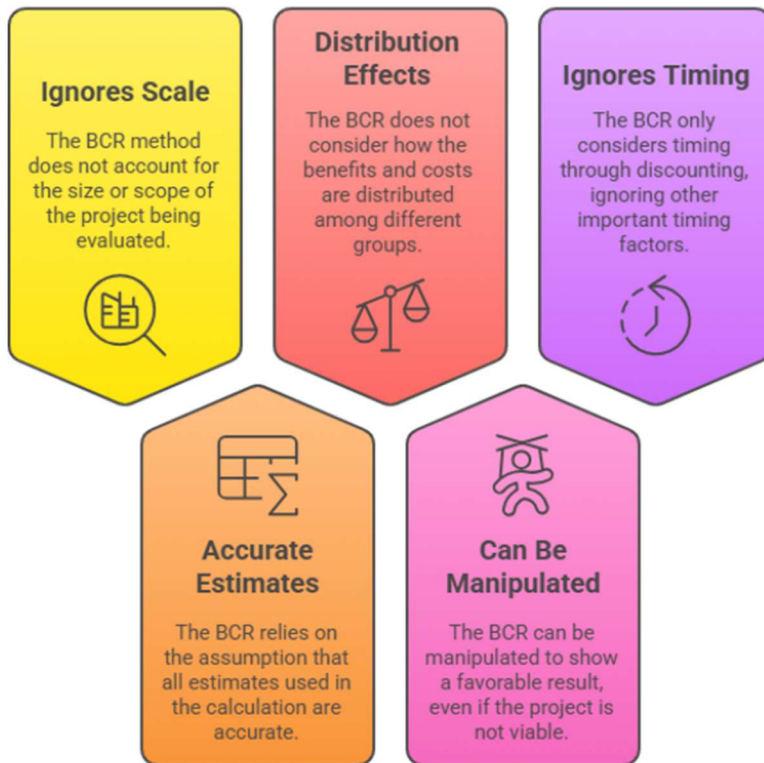 Ignores Scale
The BCR method
does not account for
the size or scope of
the project being
evaluated.
Distribution
Effects
The BCR does not
consider how the
benefits and costs
are distributed
among different
groups.
Ignores Timing
The BCR only
considers timing
through discounting,
ignoring other
important timing
factors.
Accurate
Estimates
The BCR relies on
the assumption that
all estimates used in
the calculation are
accurate.
Can Be
Manipulated
The BCR can be
manipulated to show
a favorable result,
even if the project is
not viable.